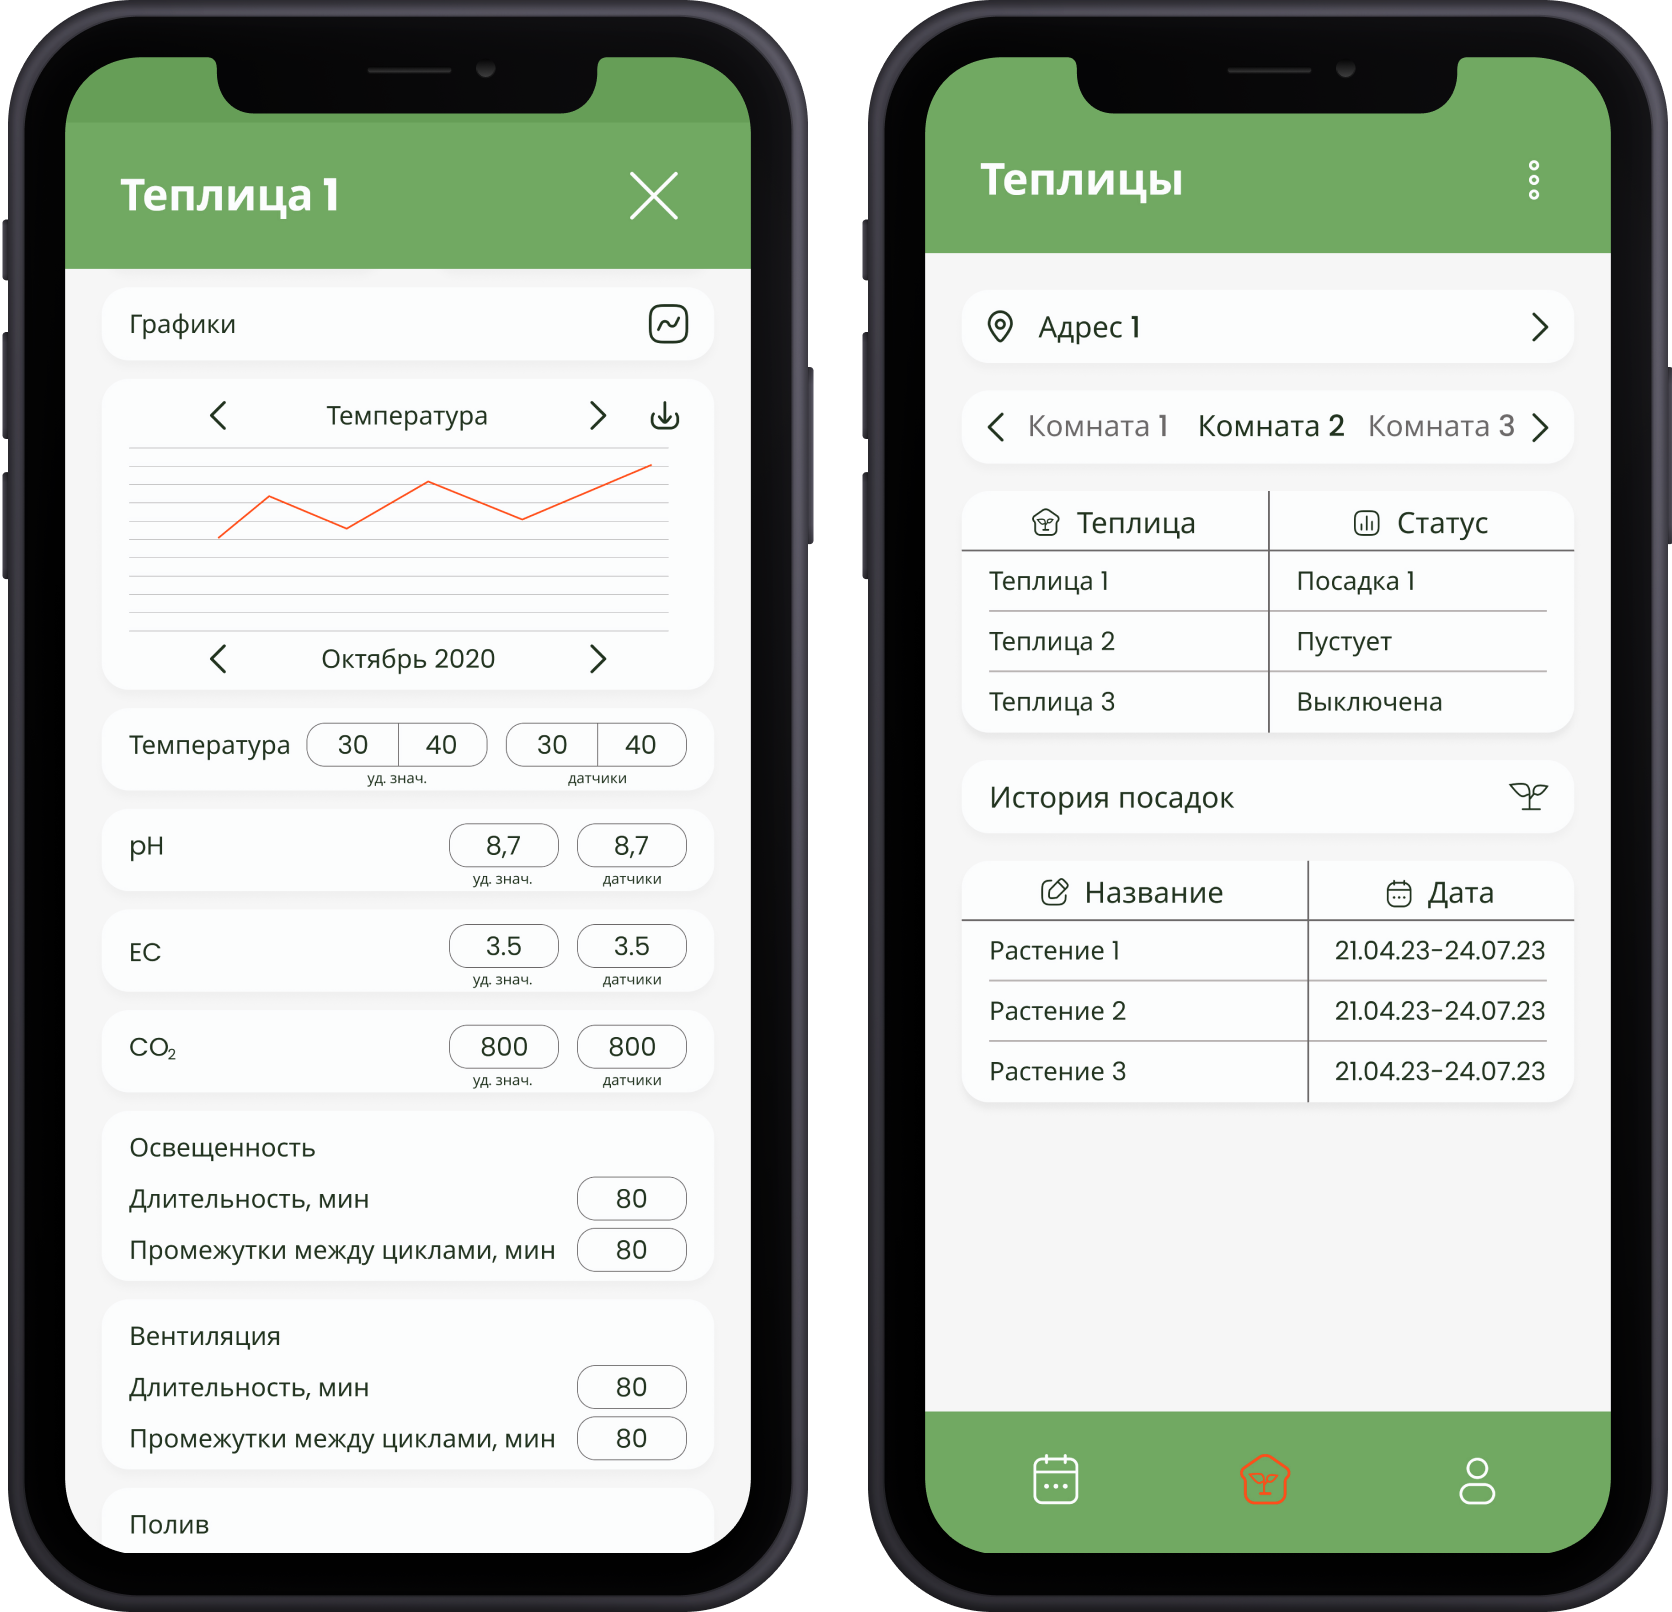 Теплица 1
Графики
Температура
Октябрь 2020
Температура 30 40 30 40
уд. знач. датчики
pH 8,7 8,7
уд. знач. датчики
EC 3.5 3.5
уд. знач. датчики
CO₂ 800 800
уд. знач. датчики
Освещенность
Длительность, мин 80
Промежутки между циклами, мин 80
Вентиляция
Длительность, мин 80
Промежутки между циклами, мин 80
Полив
Теплицы
Адрес 1
Комната 1 Комната 2 Комната 3
Теплица Статус
Теплица 1 Посадка 1
Теплица 2 Пустует
Теплица 3 Выключена
История посадок
Название Дата
Растение 1 21.04.23-24.07.23
Растение 2 21.04.23-24.07.23
Растение 3 21.04.23-24.07.23